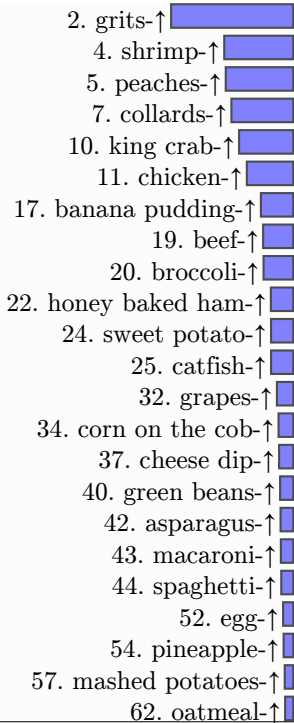 2. grits-↑
4. shrimp-↑
5. peaches-↑
7. collards-↑
10. king crab-↑
11. chicken-↑
17. banana pudding-↑
19. beef-↑
20. broccoli-↑
22. honey baked ham-↑
24. sweet potato-↑
25. catfish-↑
32. grapes-↑
34. corn on the cob-↑
37. cheese dip-↑
40. green beans-↑
42. asparagus-↑
43. macaroni-↑
44. spaghetti-↑
52. egg-↑
54. pineapple-↑
57. mashed potatoes-↑
62. oatmeal-↑